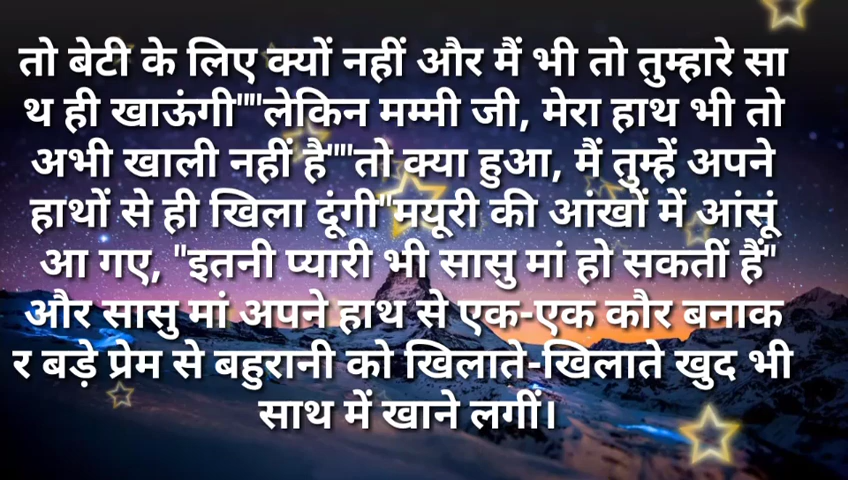 तो बेटी के लिए क्यों नहीं और मैं भी तो तुम्हारे सा
थ ही खाऊंगी""लेकिन मम्मी जी, मेरा हाथ भी तो
अभी खाली नहीं है""तो क्या हुआ, मैं तुम्हें अपने
हाथों से ही खिला दूंगी"मयूरी की आंखों में आंसूं
आ गए, "इतनी प्यारी भी सासु मां हो सकतीं हैं"
और सासु मां अपने हाथ से एक-एक कौर बनाक
र बड़े प्रेम से बहुरानी को खिलाते-खिलाते खुद भी
साथ में खाने लगीं।